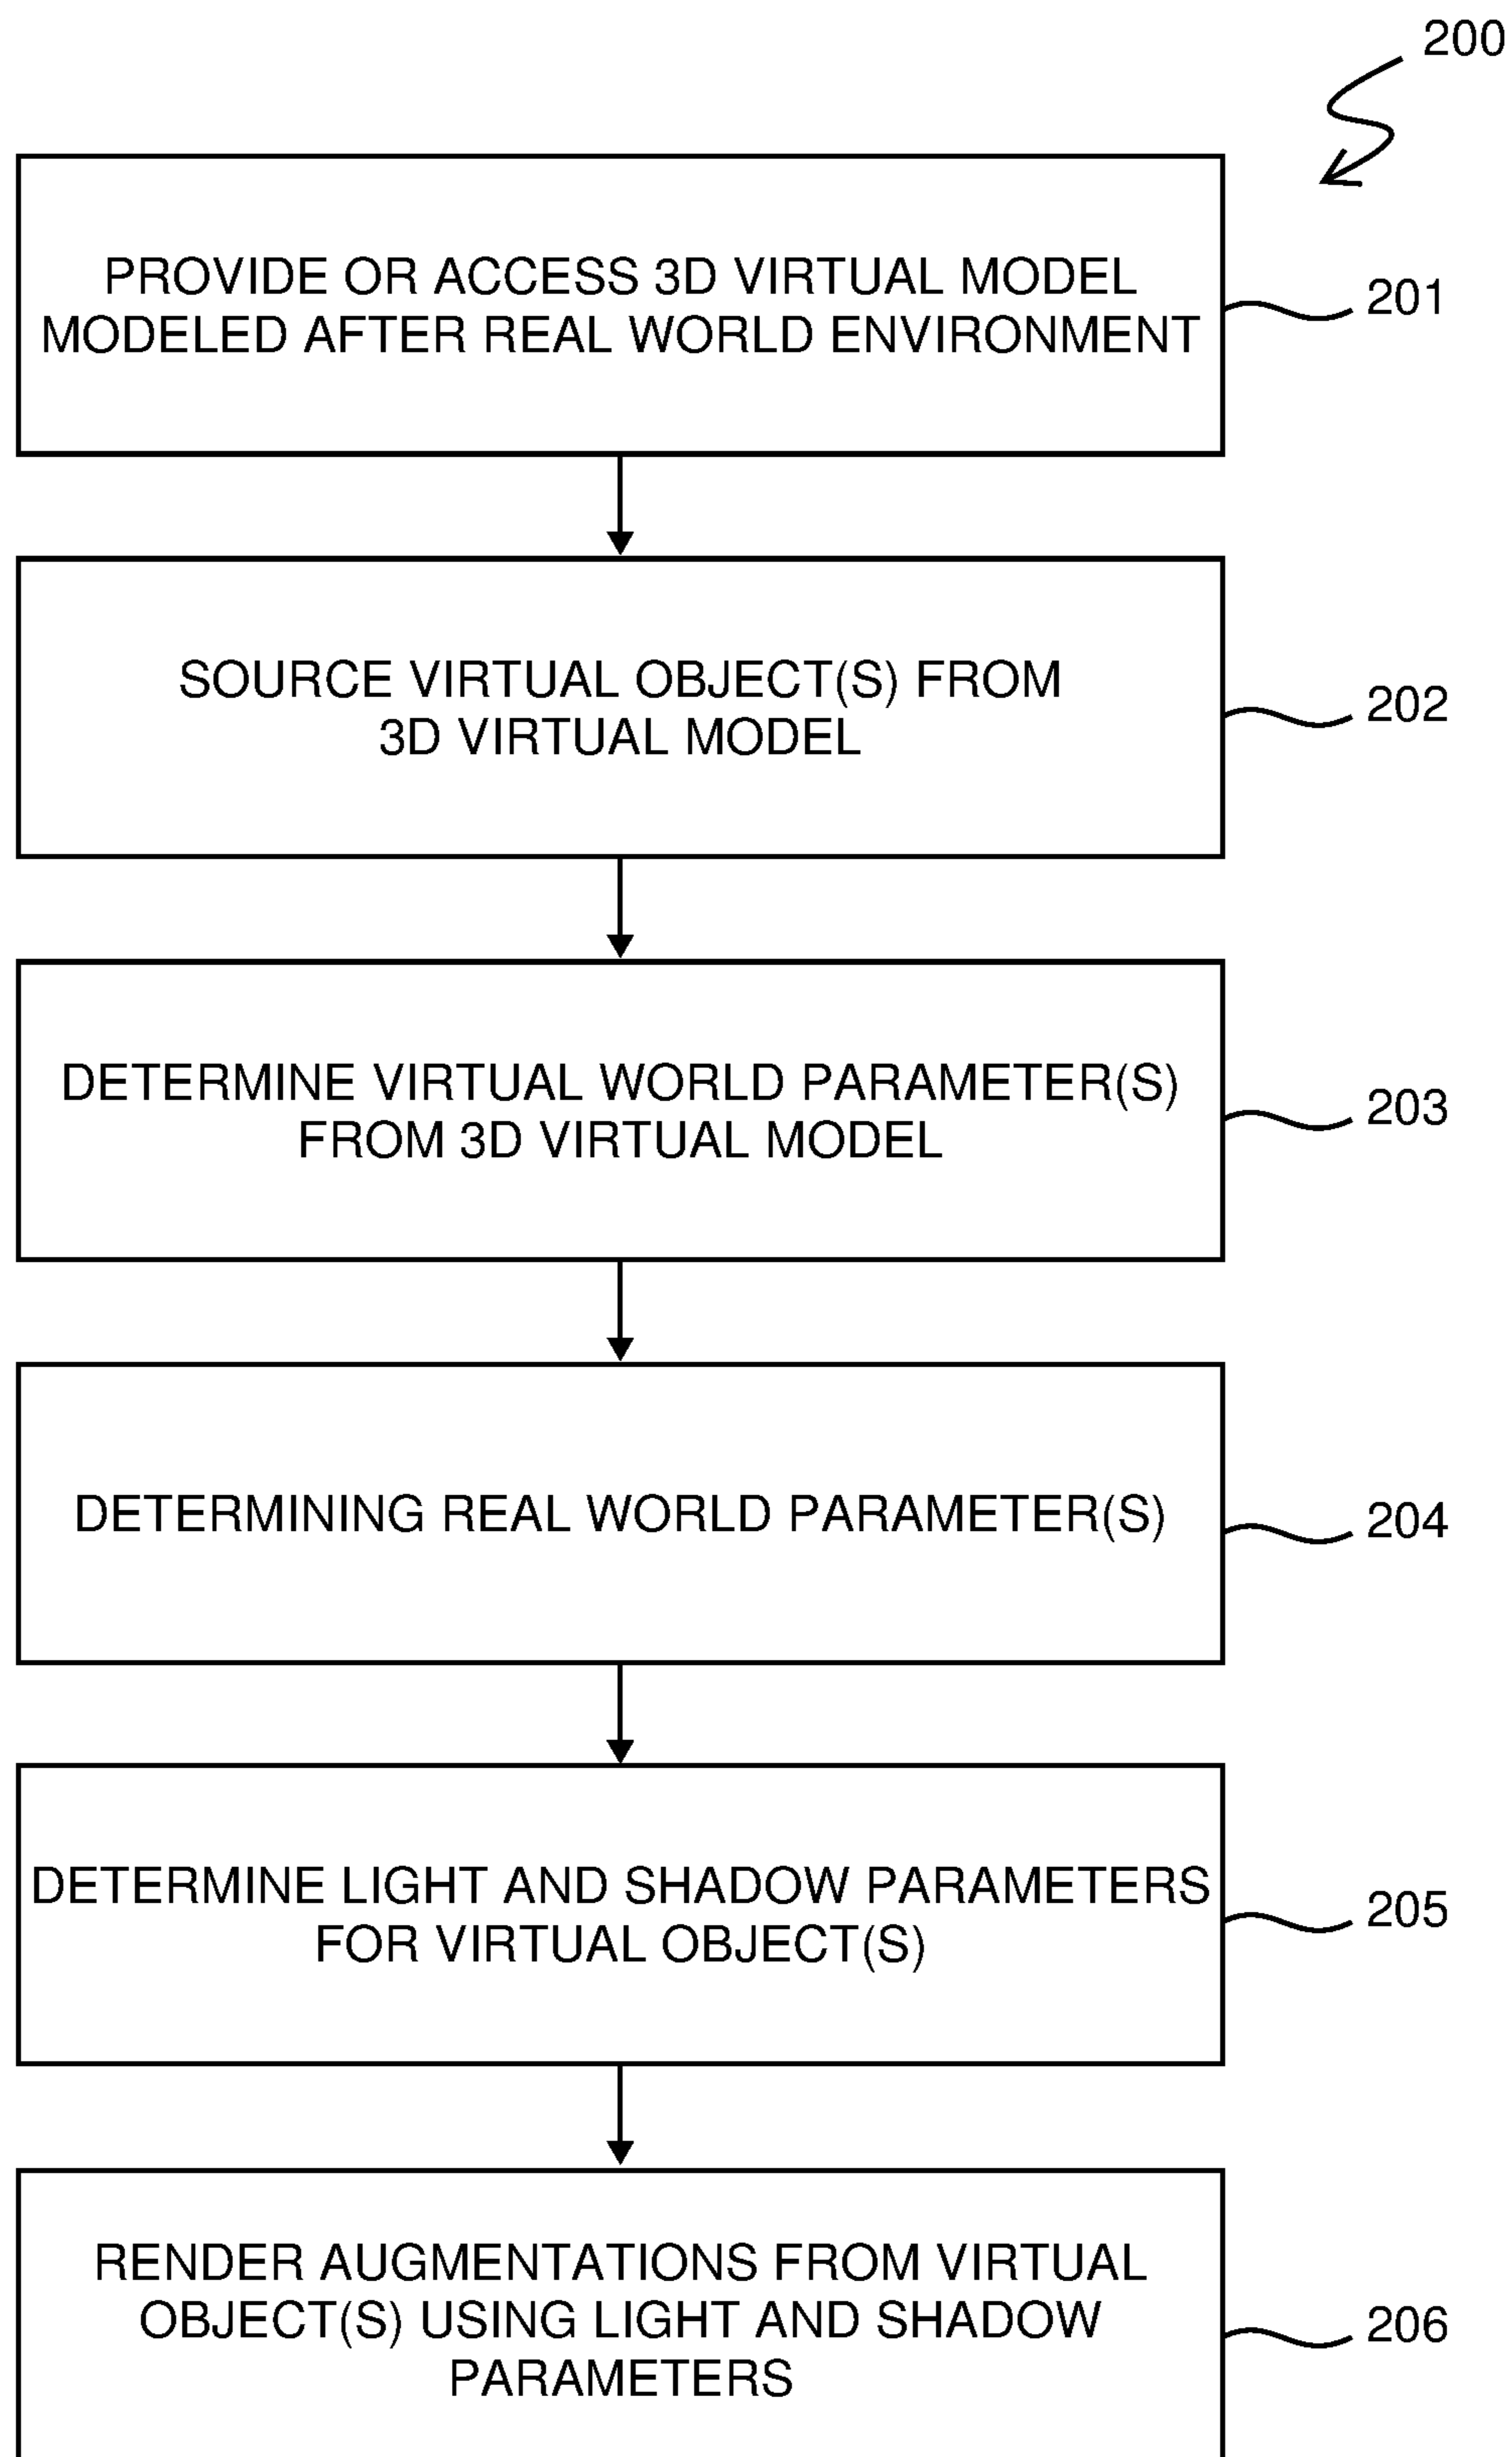 200
PROVIDE OR ACCESS 3D VIRTUAL MODEL
MODELED AFTER REAL WORLD ENVIRONMENT
201
SOURCE VIRTUAL OBJECT(S) FROM
3D VIRTUAL MODEL
202
DETERMINE VIRTUAL WORLD PARAMETER(S)
FROM 3D VIRTUAL MODEL
203
DETERMINING REAL WORLD PARAMETER(S)
204
DETERMINE LIGHT AND SHADOW PARAMETERS
FOR VIRTUAL OBJECT(S)
205
RENDER AUGMENTATIONS FROM VIRTUAL
OBJECT(S) USING LIGHT AND SHADOW
PARAMETERS
206